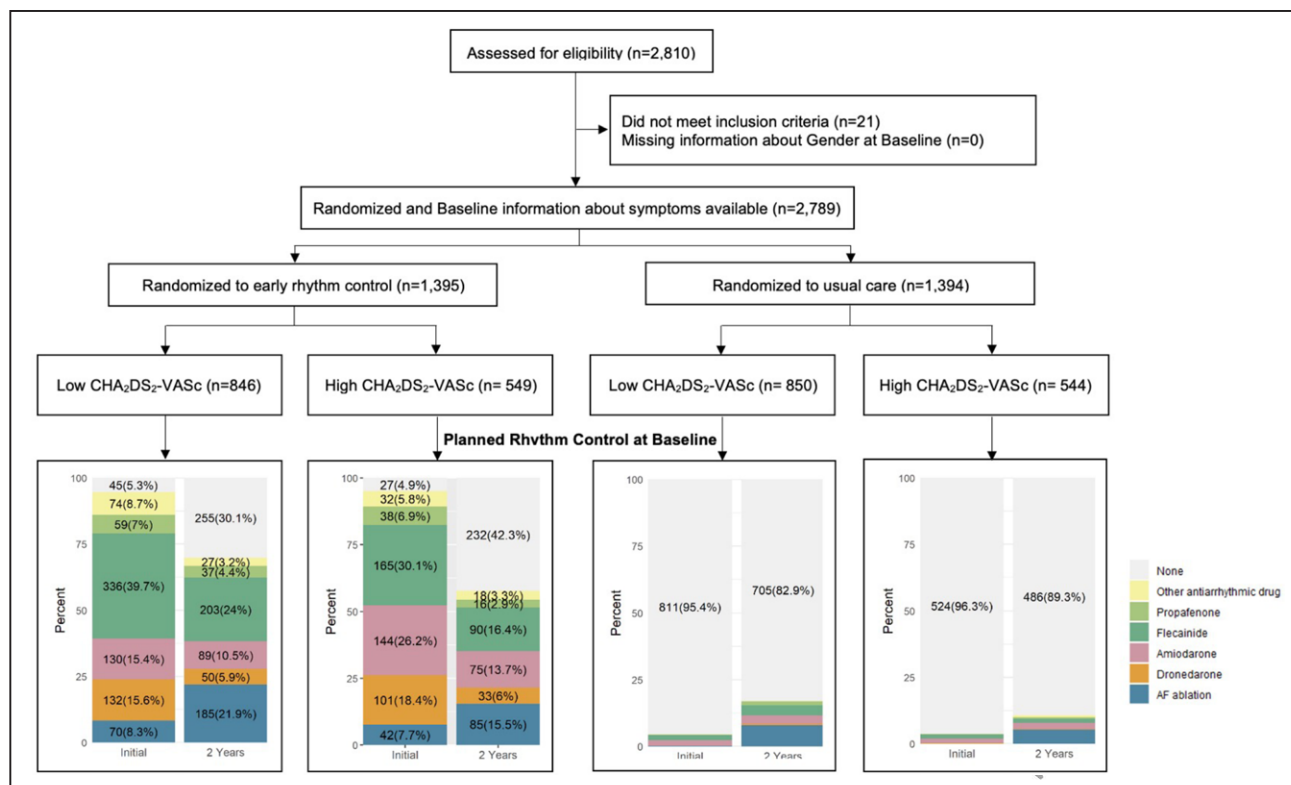 Assessed for eligibility (n=2,810)
Did not meet inclusion criteria (n=21)
Missing information about Gender at Baseline (n=0)
Randomized and Baseline information about symptoms available (n=2,789)
Randomized to early rhythm control (n=1,395)
Randomized to usual care (n=1,394)
Low CHA₂DS₂-VASc (n=846)
High CHA₂DS₂-VASc (n= 549)
Low CHA₂DS₂-VASc (n= 850)
High CHA₂DS₂-VASc (n= 544)
Planned Rhythm Control at Baseline
Percent
100
75
50
25
0
45(5.3%)
74(8.7%)
59(7%)
336(39.7%)
130(15.4%)
132(15.6%)
70(8.3%)
255(30.1%)
27(3.2%)
37(4.4%)
203(24%)
89(10.5%)
50(5.9%)
185(21.9%)
Initial
2 Years
Percent
100
75
50
25
0
27(4.9%)
32(5.8%)
38(6.9%)
165(30.1%)
144(26.2%)
101(18.4%)
42(7.7%)
232(42.3%)
18(3.3%)
16(2.9%)
90(16.4%)
75(13.7%)
33(6%)
85(15.5%)
Initial
2 Years
Percent
100
75
50
25
0
811(95.4%)
705(82.9%)
Initial
2 Years
Percent
100
75
50
25
0
524(96.3%)
486(89.3%)
Initial
2 Years
None
Other antiarrhythmic drug
Propafenone
Flecainide
Amiodarone
Dronedarone
AF ablation